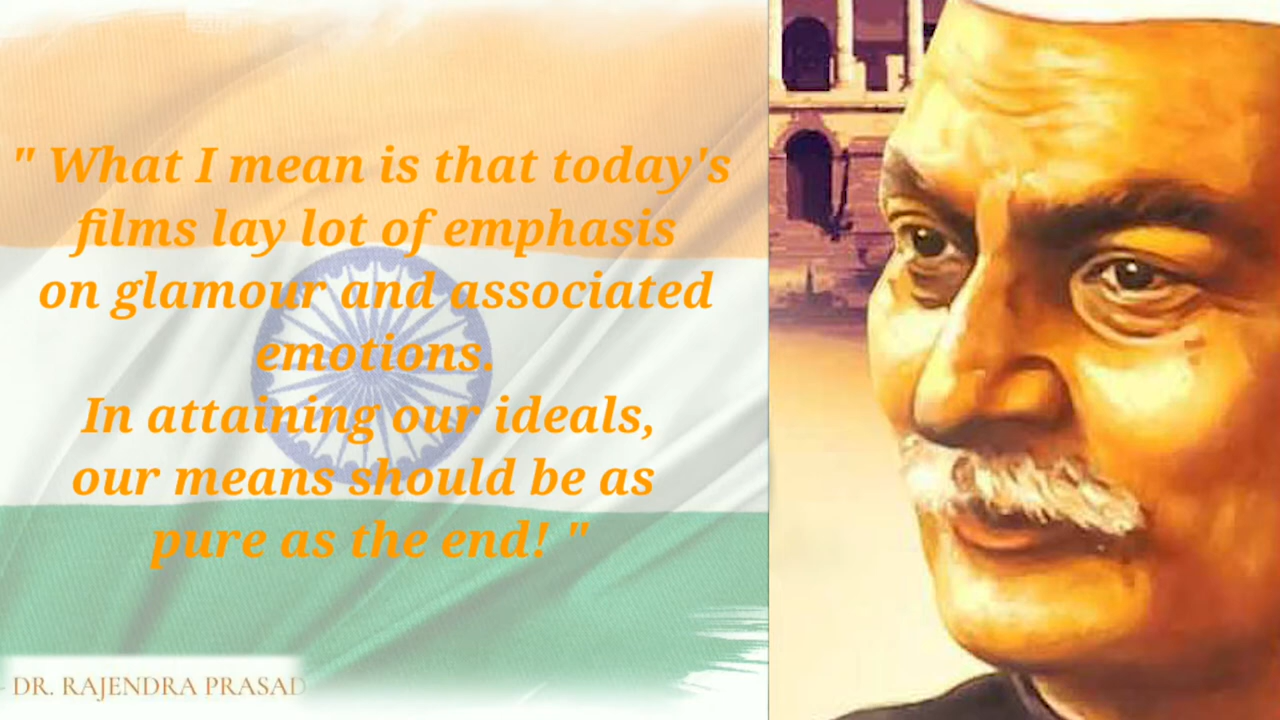 " What I mean is that today's
films lay lot of emphasis
on glamour and associated
emotions.
In attaining our ideals,
our means should be as
pure as the end! "
- DR. RAJENDRA PRASAD